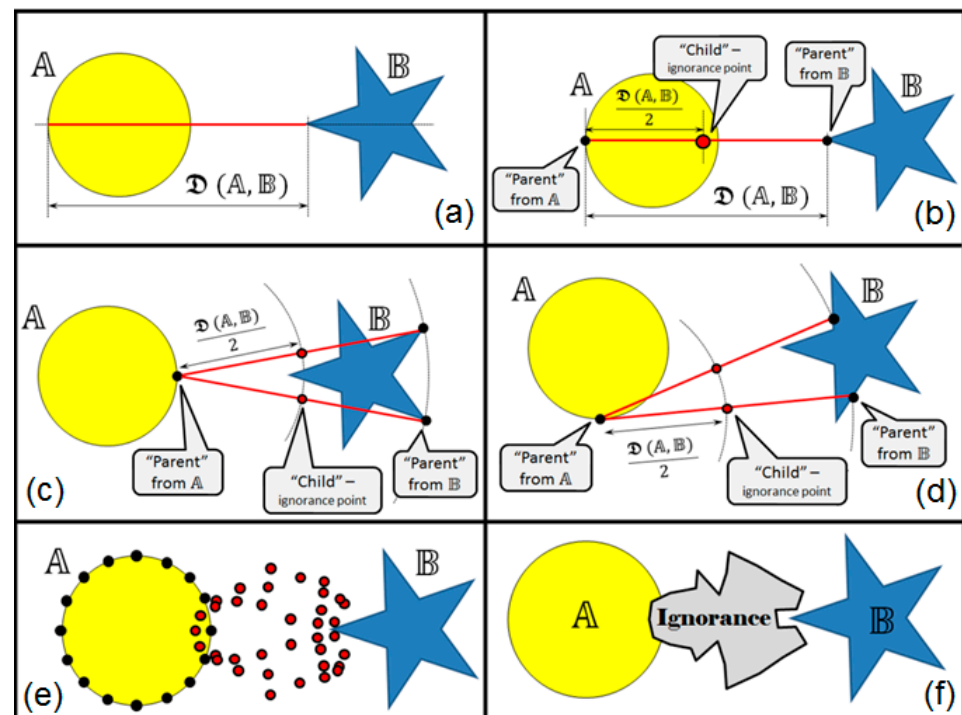 𝔸
𝔹
𝕯 (𝔸, 𝔹)
(a)
"Child" –
ignorance point
"Parent"
from 𝔹
𝔸
𝔹
𝕯 (𝔸, 𝔹)
2
"Parent"
from 𝔸
𝕯 (𝔸, 𝔹)
(b)
𝔸
𝔹
𝕯 (𝔸, 𝔹)
2
"Parent"
from 𝔸
"Child" –
ignorance point
"Parent"
from 𝔹
(c)
𝔸
𝔹
𝕯 (𝔸, 𝔹)
2
"Parent"
from 𝔸
"Child" –
ignorance point
"Parent"
from 𝔹
(d)
𝔸
𝔹
(e)
𝔸
Ignorance
𝔹
(f)